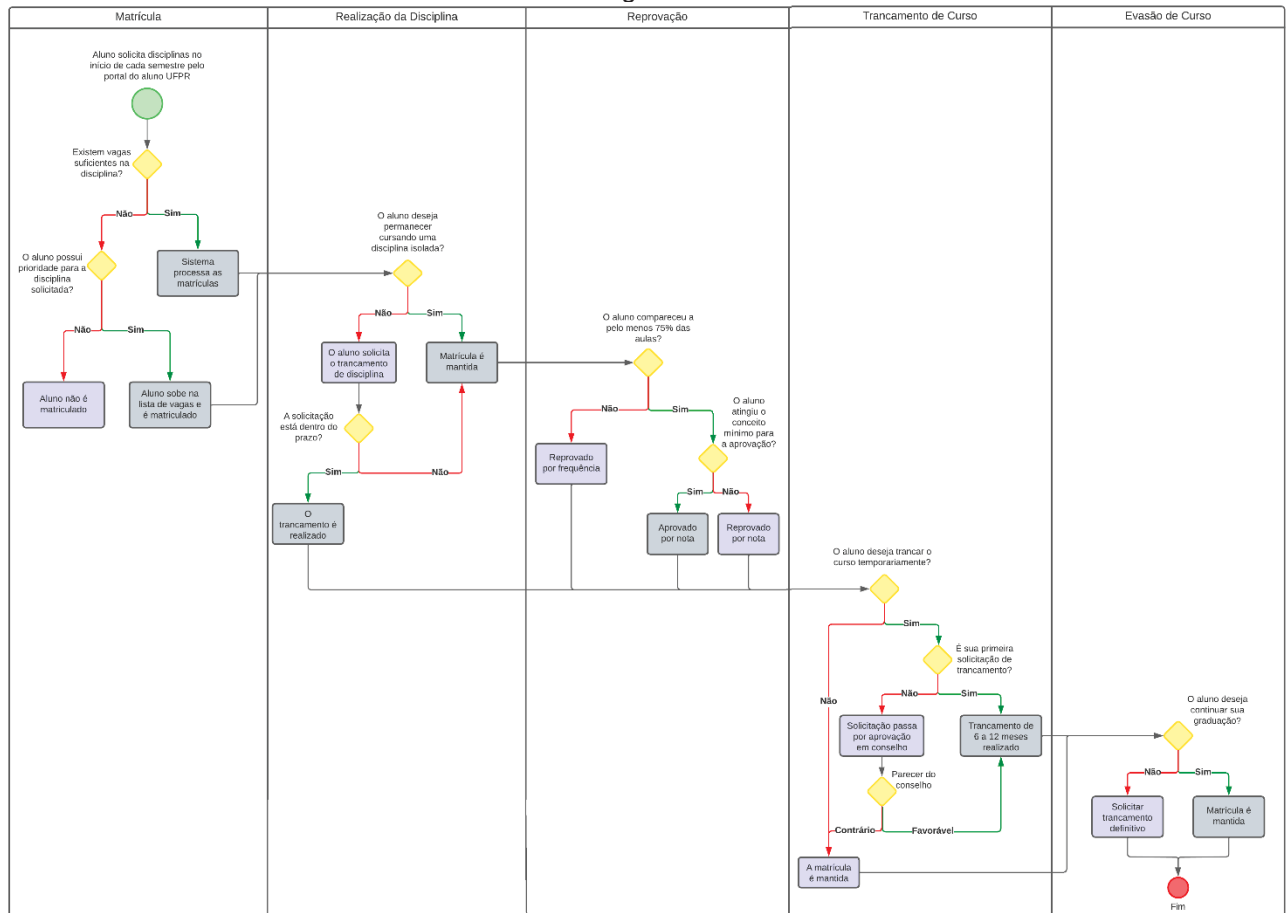 Matrícula
Realização da Disciplina
Reprovação
Trancamento de Curso
Evasão de Curso
Aluno solicita disciplinas no
início de cada semestre pelo
portal do aluno UFPR
Existem vagas
suficientes na
disciplina?
Não
Sim
O aluno possui
prioridade para a
disciplina
solicitada?
Sistema
processa as
matrículas
Não
Sim
Aluno não é
matriculado
Aluno sobe na
lista de vagas e
é matriculado
O aluno deseja
permanecer
cursando uma
disciplina isolada?
Não
Sim
O aluno solicita
o trancamento
de disciplina
Matrícula é
mantida
A solicitação
está dentro do
prazo?
Sim
Não
O
trancamento é
realizado
O aluno compareceu a
pelo menos 75% das
aulas?
Não
Sim
Reprovado
por frequência
O aluno
atingiu o
conceito
mínimo para
a aprovação?
Sim
Não
Aprovado
por nota
Reprovado
por nota
O aluno deseja trancar o
curso temporariamente?
Sim
Não
É sua primeira
solicitação de
trancamento?
Não
Sim
Solicitação passa
por aprovação
em conselho
Trancamento de
6 a 12 meses
realizado
Parecer do
conselho
Contrário
Favorável
A matrícula
é mantida
O aluno deseja
continuar sua
graduação?
Não
Sim
Solicitar
trancamento
definitivo
Matrícula é
mantida
Fim